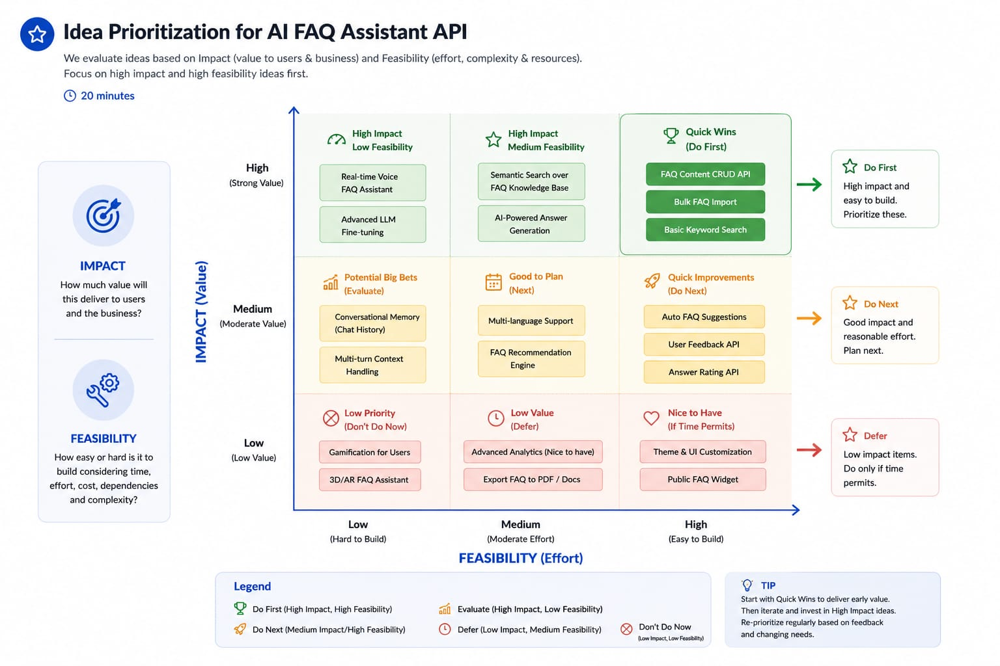 Idea Prioritization for AI FAQ Assistant API
We evaluate ideas based on Impact (value to users & business) and Feasibility (effort, complexity & resources).
Focus on high impact and high feasibility ideas first.
20 minutes
IMPACT
How much value will
this deliver to users
and the business?
FEASIBILITY
How easy or hard is it to
build considering time,
effort, cost, dependencies
and complexity?
IMPACT (Value)
High
(Strong Value)
High Impact
Low Feasibility
Real-time Voice
FAQ Assistant
Advanced LLM
Fine-tuning
High Impact
Medium Feasibility
Semantic Search over
FAQ Knowledge Base
AI-Powered Answer
Generation
Quick Wins
(Do First)
FAQ Content CRUD API
Bulk FAQ Import
Basic Keyword Search
Do First
High impact and
easy to build.
Prioritize these.
Medium
(Moderate Value)
Potential Big Bets
(Evaluate)
Conversational Memory
(Chat History)
Multi-turn Context
Handling
Good to Plan
(Next)
Multi-language Support
FAQ Recommendation
Engine
Quick Improvements
(Do Next)
Auto FAQ Suggestions
User Feedback API
Answer Rating API
Do Next
Good impact and
reasonable effort.
Plan next.
Low
(Low Value)
Low Priority
(Don't Do Now)
Gamification for Users
3D/AR FAQ Assistant
Low Value
(Defer)
Advanced Analytics (Nice to have)
Export FAQ to PDF / Docs
Nice to Have
(If Time Permits)
Theme & UI Customization
Public FAQ Widget
Defer
Low impact items.
Do only if time
permits.
Low
(Hard to Build)
Medium
(Moderate Effort)
High
(Easy to Build)
FEASIBILITY (Effort)
Legend
Do First (High Impact, High Feasibility)
Do Next (Medium Impact/High Feasibility)
Evaluate (High Impact, Low Feasibility)
Defer (Low Impact, Medium Feasibility)
Don't Do Now
(Low Impact, Low Feasibility)
TIP
Start with Quick Wins to deliver early value.
Then iterate and invest in High Impact ideas.
Re-prioritize regularly based on feedback
and changing needs.